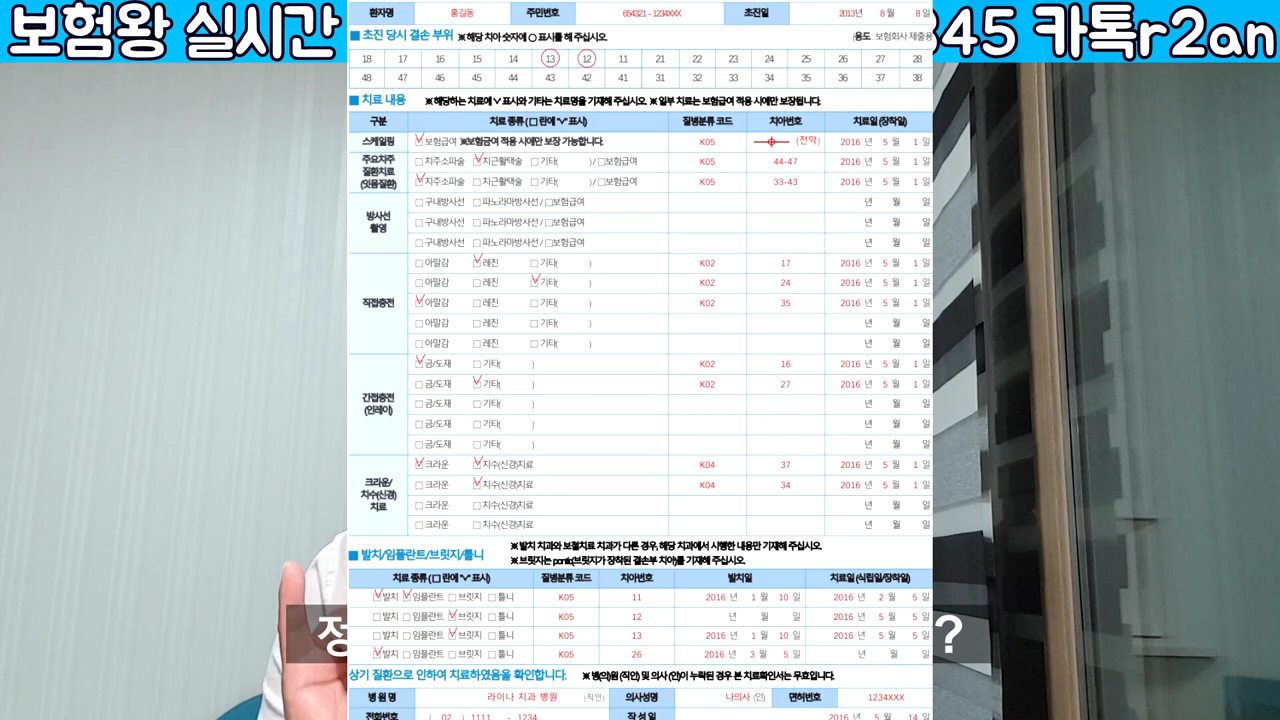 보험왕 실시간
345 카톡r2an
환자명 홍길동 주민번호 654321 - 1234XXX 초진일 2013년 8 월 8 일
■ 초진 당시 결손 부위 ※ 해당 치아 숫자에 ○ 표시를 해 주십시오. (용도 : 보험회사 제출용
18 17 16 15 14 13 12 11 21 22 23 24 25 26 27 28
48 47 46 45 44 43 42 41 31 32 33 34 35 36 37 38
■ 치료 내용 ※ 해당하는 치료에 'V' 표시와 기타는 치료명을 기재해 주십시오. ※ 일부 치료는 보험급여 적용 시에만 보장됩니다.
구분 치료 종류 ( □ 란에 "V" 표시) 질병분류 코드 치아번호 치료일 (장착일)
스케일링 ☑보험급여 ※보험금여 적용 시에만 보장 가능합니다. K05 (전악) 2016 년 5 월 1 일
주요치주 질환치료 (잇몸질환)
□치주소파술 ☑치근활택술 □기타( ) / □보험급여 K05 44-47 2016 년 5 월 1 일
☑치주소파술 □치근활택술 □기타( ) / □보험급여 K05 33-43 2016 년 5 월 1 일
방사선 촬영
□구내방사선 □파노라마방사선 / □보험급여 년 월 일
□구내방사선 □파노라마방사선 / □보험급여 년 월 일
□구내방사선 □파노라마방사선 / □보험급여 년 월 일
직접충전
□아말감 ☑레진 □기타( ) K02 17 2016 년 5 월 1 일
□아말감 □레진 ☑기타( ) K02 24 2016 년 5 월 1 일
☑아말감 □레진 □기타( ) K02 35 2016 년 5 월 1 일
□아말감 □레진 □기타( ) 년 월 일
□아말감 □레진 □기타( ) 년 월 일
간접충전 (인레이)
☑금/도재 □기타( ) K02 16 2016 년 5 월 1 일
□금/도재 ☑기타( ) K02 27 2016 년 5 월 1 일
□금/도재 □기타( ) 년 월 일
□금/도재 □기타( ) 년 월 일
□금/도재 □기타( ) 년 월 일
크라운/ 치수(신경) 치료
☑크라운 ☑치수(신경)치료 K04 37 2016 년 5 월 1 일
□크라운 ☑치수(신경)치료 K04 34 2016 년 5 월 1 일
□크라운 □치수(신경)치료 년 월 일
□크라운 □치수(신경)치료 년 월 일
■ 발치/임플란트/브릿지/틀니 ※ 발치 치과와 보철치료 치과가 다른 경우, 해당 치과에서 시행한 내용만 기재해 주십시오.
※ 브릿지는 pontic(브릿지가 장착된 결손부 치아)를 기재해 주십시오.
치료 종류 ( □ 란에 "V" 표시) 질병분류 코드 치아번호 발치일 치료일 (식립일/장착일)
☑발치 ☑임플란트 □브릿지 □틀니 K05 11 2016 년 1 월 10 일 2016 년 2 월 5 일
□발치 □임플란트 ☑브릿지 □틀니 K05 12 년 월 일 2016 년 5 월 5 일
□발치 □임플란트 ☑브릿지 □틀니 K05 13 2016 년 1 월 10 일 2016 년 5 월 5 일
☑발치 □임플란트 □브릿지 □틀니 K05 26 2016 년 3 월 5 일 년 월 일
상기 질환으로 인하여 치료하였음을 확인합니다. ※ 병(의)원 (직인) 및 의사 (인)이 누락된 경우 본 치료확인서는 무효입니다.
병 원 명 라이나 치과 병원 (직인) 의사성명 나의사 (인) 면허번호 1234XXX
전화번호 ( 02 ) 1111 - 1234 작 성 일 2016 년 5 월 14 일
?